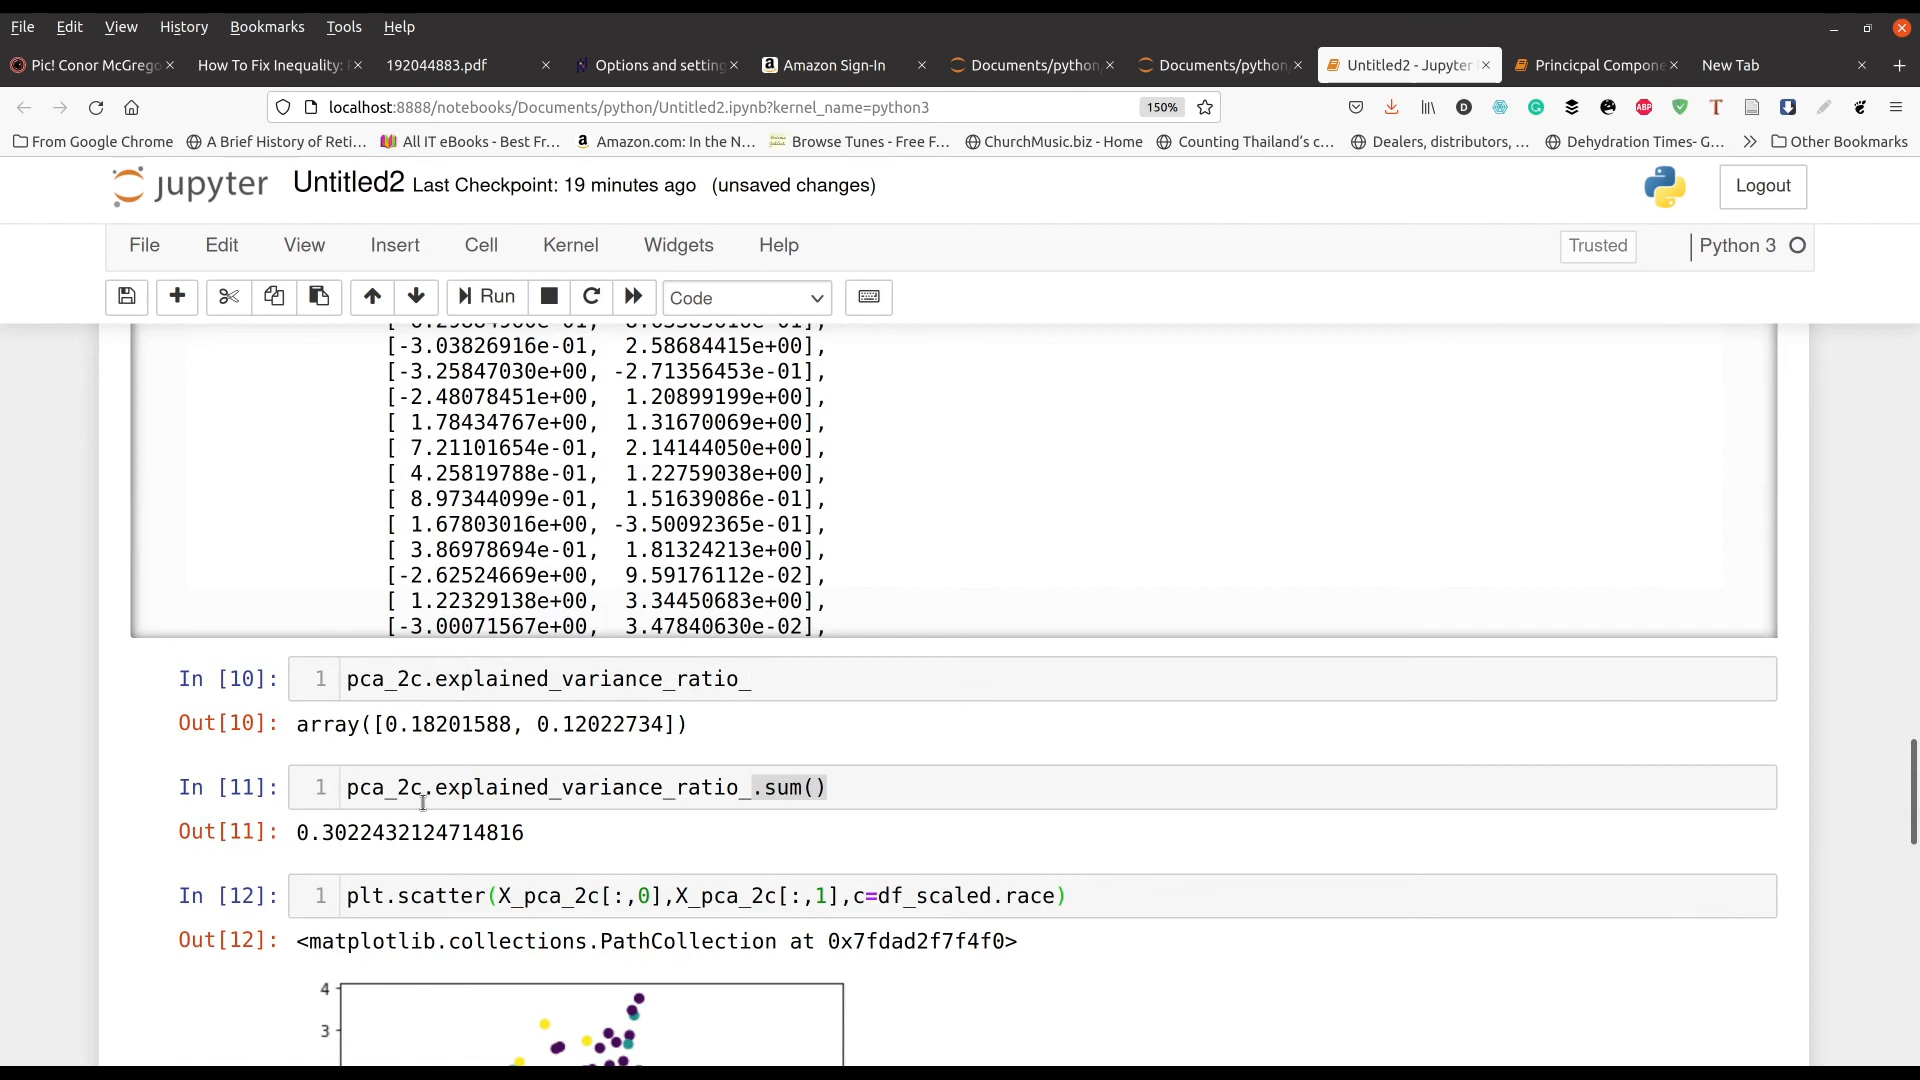 File Edit View History Bookmarks Tools Help
Pic! Conor McGrego How To Fix Inequality: 192044883.pdf Options and setting Amazon Sign-In Documents/python Documents/python Untitled2 - Jupyter Princicpal Compone New Tab
localhost:8888/notebooks/Documents/python/Untitled2.ipynb?kernel_name=python3 150%
From Google Chrome A Brief History of Reti... All IT eBooks - Best Fr... Amazon.com: In the N... Browse Tunes - Free F... ChurchMusic.biz - Home Counting Thailand's c... Dealers, distributors, ... Dehydration Times- G... Other Bookmarks
jupyter Untitled2 Last Checkpoint: 19 minutes ago (unsaved changes) Logout
File Edit View Insert Cell Kernel Widgets Help Trusted Python 3
Run Code
[-3.03826916e-01, 2.58684415e+00],
[-3.25847030e+00, -2.71356453e-01],
[-2.48078451e+00, 1.20899199e+00],
[ 1.78434767e+00, 1.31670069e+00],
[ 7.21101654e-01, 2.14144050e+00],
[ 4.25819788e-01, 1.22759038e+00],
[ 8.97344099e-01, 1.51639086e-01],
[ 1.67803016e+00, -3.50092365e-01],
[ 3.86978694e-01, 1.81324213e+00],
[-2.62524669e+00, 9.59176112e-02],
[ 1.22329138e+00, 3.34450683e+00],
[-3.00071567e+00, 3.47840630e-02],
In [10]: 1 pca_2c.explained_variance_ratio_
Out[10]: array([0.18201588, 0.12022734])
In [11]: 1 pca_2c.explained_variance_ratio_.sum()
Out[11]: 0.3022432124714816
In [12]: 1 plt.scatter(X_pca_2c[:,0],X_pca_2c[:,1],c=df_scaled.race)
Out[12]: <matplotlib.collections.PathCollection at 0x7fdad2f7f4f0>
4
3